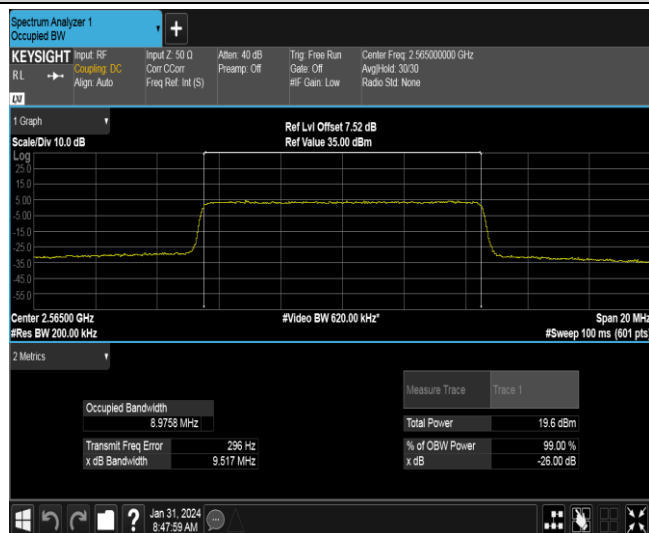 Spectrum Analyzer 1
Occupied BW
+
KEYSIGHT Input: RF Input Z: 50 Ω Atten: 40 dB Trig: Free Run Center Freq: 2.565000000 GHz
RL Coupling: DC Corr CCorr Preamp: Off Gate: Off Avg|Hold: 30/30
Align: Auto Freq Ref: Int (S) #IF Gain: Low Radio Std: None
LXI
1 Graph Ref Lvl Offset 7.52 dB
Scale/Div 10.0 dB Ref Value 35.00 dBm
Log
25.0
15.0
5.00
-5.00
-15.0
-25.0
-35.0
-45.0
-55.0
Center 2.56500 GHz #Video BW 620.00 kHz* Span 20 MHz
#Res BW 200.00 kHz #Sweep 100 ms (601 pts
2 Metrics
Measure Trace Trace 1
Occupied Bandwidth
8.9758 MHz Total Power 19.6 dBm
Transmit Freq Error 296 Hz % of OBW Power 99.00 %
x dB Bandwidth 9.517 MHz x dB -26.00 dB
? Jan 31, 2024
8:47:59 AM